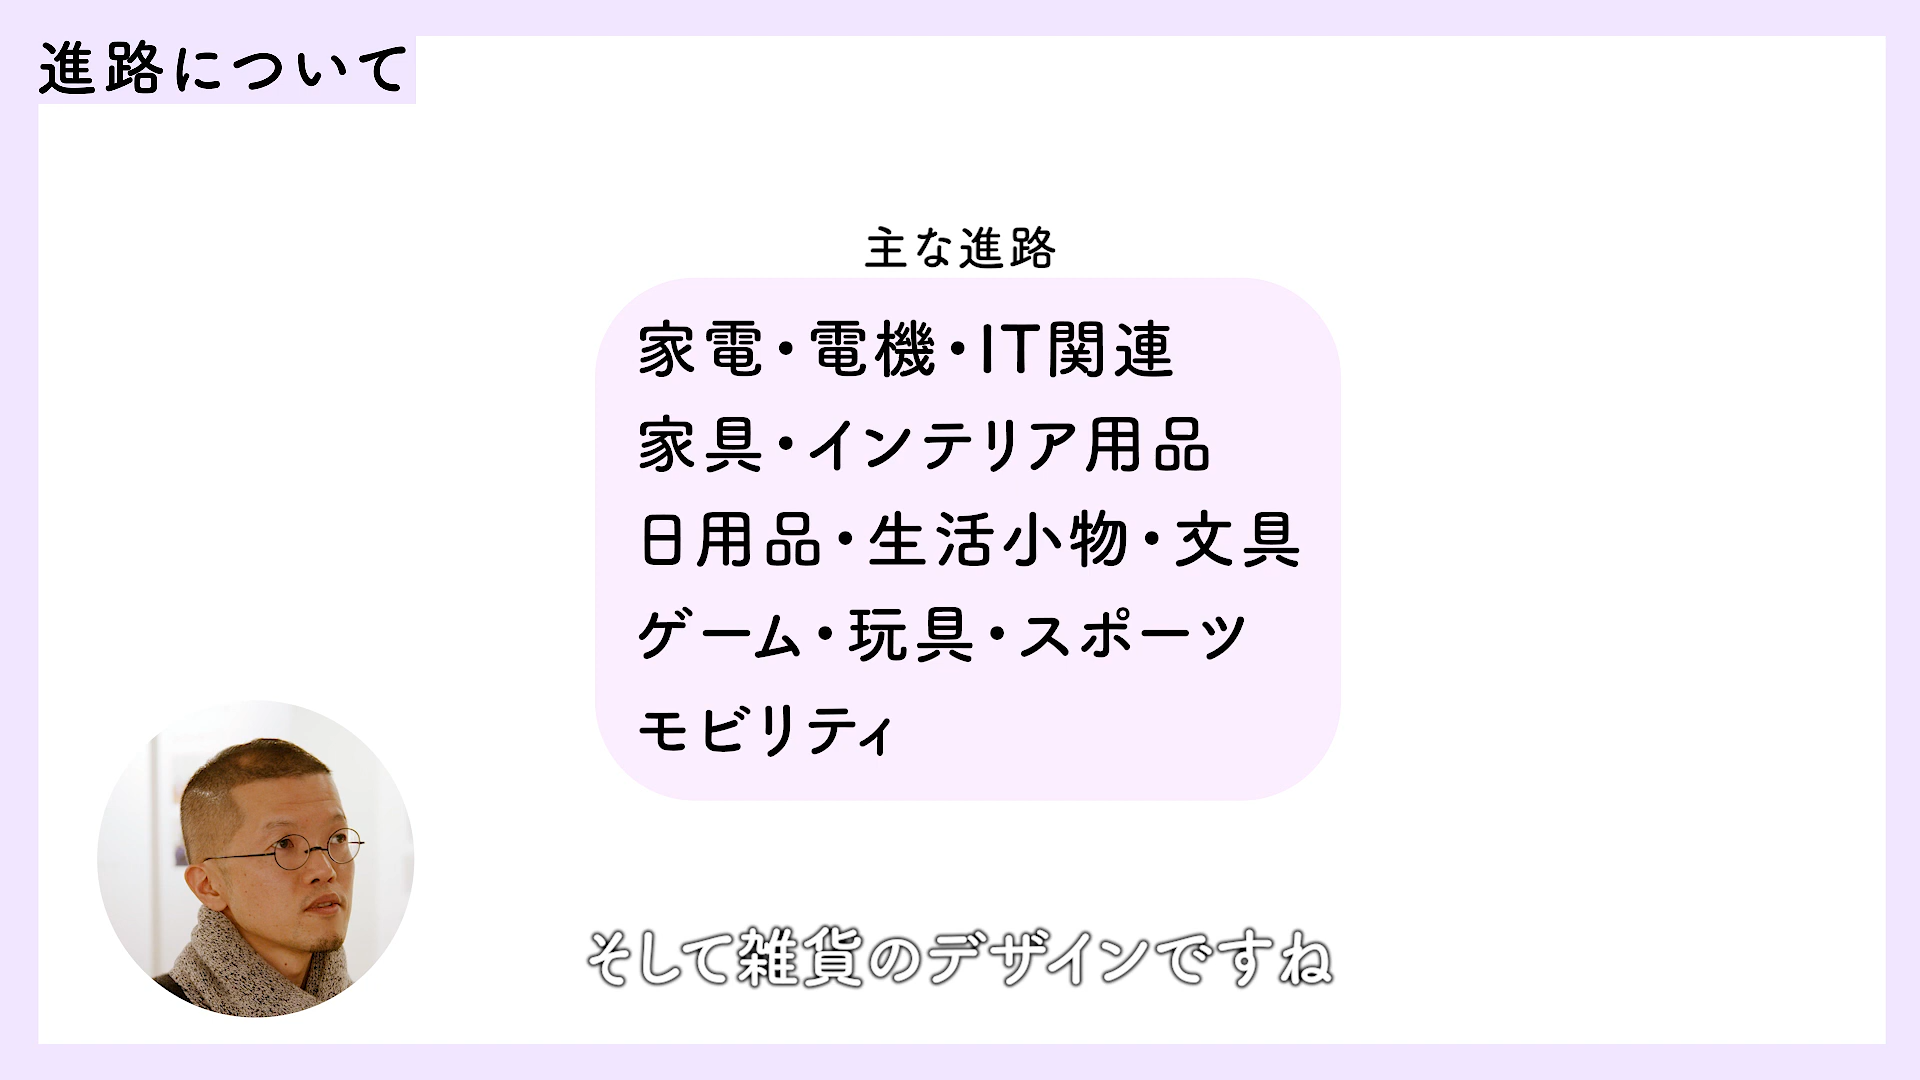 進路について
主な進路
家電・電機・IT関連
家具・インテリア用品
日用品・生活小物・文具
ゲーム・玩具・スポーツ
モビリティ
そして雑貨のデザインですね